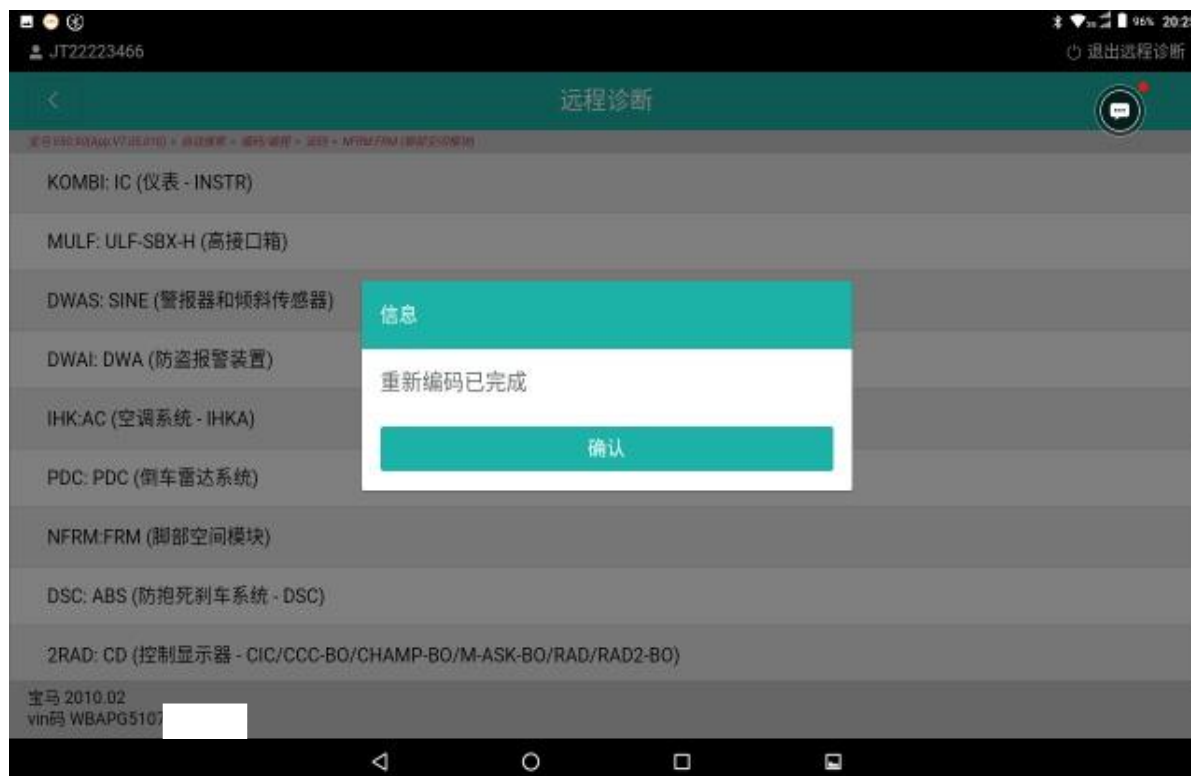 96% 20:2
JT22223466
退出远程诊断
远程诊断
KOMBI: IC (仪表 - INSTR)
MULF: ULF-SBX-H (高接口箱)
DWAS: SINE (警报器和倾斜传感器)
DWAI: DWA (防盗报警装置)
IHK:AC (空调系统 - IHKA)
PDC: PDC (倒车雷达系统)
NFRM:FRM (脚部空间模块)
DSC: ABS (防抱死刹车系统 - DSC)
2RAD: CD (控制显示器 - CIC/CCC-BO/CHAMP-BO/M-ASK-BO/RAD/RAD2-BO)
信息
重新编码已完成
确认
宝马 2010.02
vin码 WBAPG5107